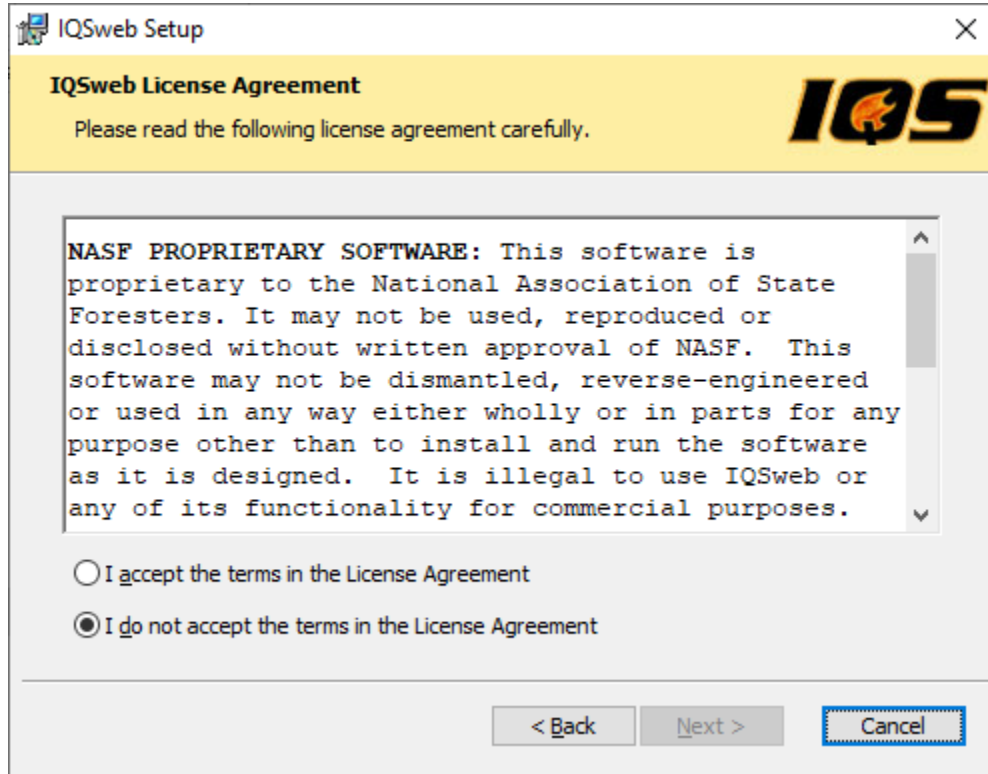 IQSweb Setup
IQSweb License Agreement
Please read the following license agreement carefully.
IQS
NASF PROPRIETARY SOFTWARE: This software is
proprietary to the National Association of State
Foresters. It may not be used, reproduced or
disclosed without written approval of NASF.  This
software may not be dismantled, reverse-engineered
or used in any way either wholly or in parts for any
purpose other than to install and run the software
as it is designed.  It is illegal to use IQSweb or
any of its functionality for commercial purposes.
I accept the terms in the License Agreement
I do not accept the terms in the License Agreement
< Back
Next >
Cancel